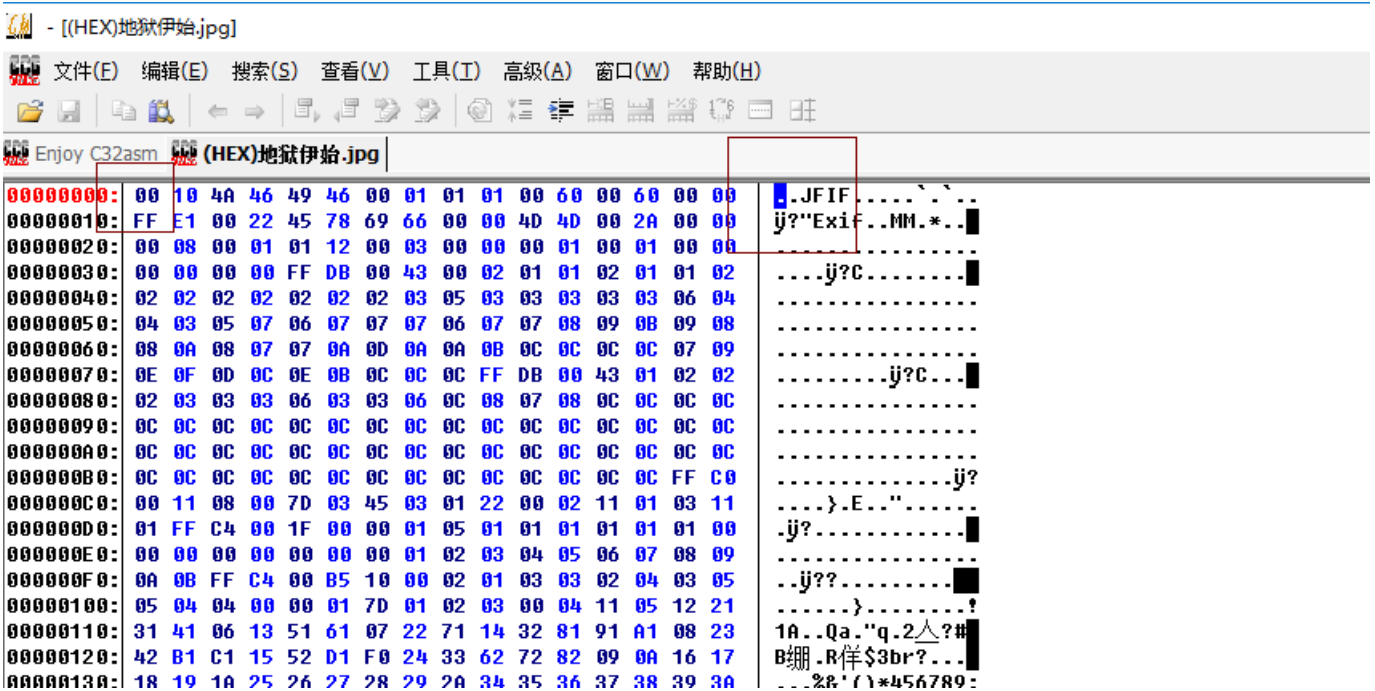 - [(HEX)地狱伊始.jpg]
文件(F) 编辑(E) 搜索(S) 查看(V) 工具(T) 高级(A) 窗口(W) 帮助(H)
Enjoy C32asm (HEX)地狱伊始.jpg
00000000: 00 10 4A 46 49 46 00 01 01 01 00 60 00 60 00 00 ..JFIF.....`.`..
00000010: FF E1 00 22 45 78 69 66 00 00 4D 4D 00 2A 00 00 ÿ?"Exif..MM.*..
00000020: 00 08 00 01 01 12 00 03 00 00 00 01 00 01 00 00 ................
00000030: 00 00 00 00 FF DB 00 43 00 02 01 01 02 01 01 02 ....ÿ?C........
00000040: 02 02 02 02 02 02 02 03 05 03 03 03 03 03 06 04 ................
00000050: 04 03 05 07 06 07 07 07 06 07 07 08 09 0B 09 08 ................
00000060: 08 0A 08 07 07 0A 0D 0A 0A 0B 0C 0C 0C 0C 07 09 ................
00000070: 0E 0F 0D 0C 0E 0B 0C 0C 0C FF DB 00 43 01 02 02 .........ÿ?C...
00000080: 02 03 03 03 06 03 03 06 0C 08 07 08 0C 0C 0C 0C ................
00000090: 0C 0C 0C 0C 0C 0C 0C 0C 0C 0C 0C 0C 0C 0C 0C 0C ................
000000A0: 0C 0C 0C 0C 0C 0C 0C 0C 0C 0C 0C 0C 0C 0C 0C 0C ................
000000B0: 0C 0C 0C 0C 0C 0C 0C 0C 0C 0C 0C 0C 0C 0C FF C0 ..............ÿ?
000000C0: 00 11 08 00 7D 03 45 03 01 22 00 02 11 01 03 11 ....}.E.."......
000000D0: 01 FF C4 00 1F 00 00 01 05 01 01 01 01 01 01 00 .ÿ?............
000000E0: 00 00 00 00 00 00 00 01 02 03 04 05 06 07 08 09 ................
000000F0: 0A 0B FF C4 00 B5 10 00 02 01 03 03 02 04 03 05 ..ÿ??.........
00000100: 05 04 04 00 00 01 7D 01 02 03 00 04 11 05 12 21 ......}........!
00000110: 31 41 06 13 51 61 07 22 71 14 32 81 91 A1 08 23 1A..Qa."q.2亼?#
00000120: 42 B1 C1 15 52 D1 F0 24 33 62 72 82 09 0A 16 17 B绷.R佯$3br?...
00000130: 18 19 1A 25 26 27 28 29 2A 34 35 36 37 38 39 3A ...%&'()*456789: